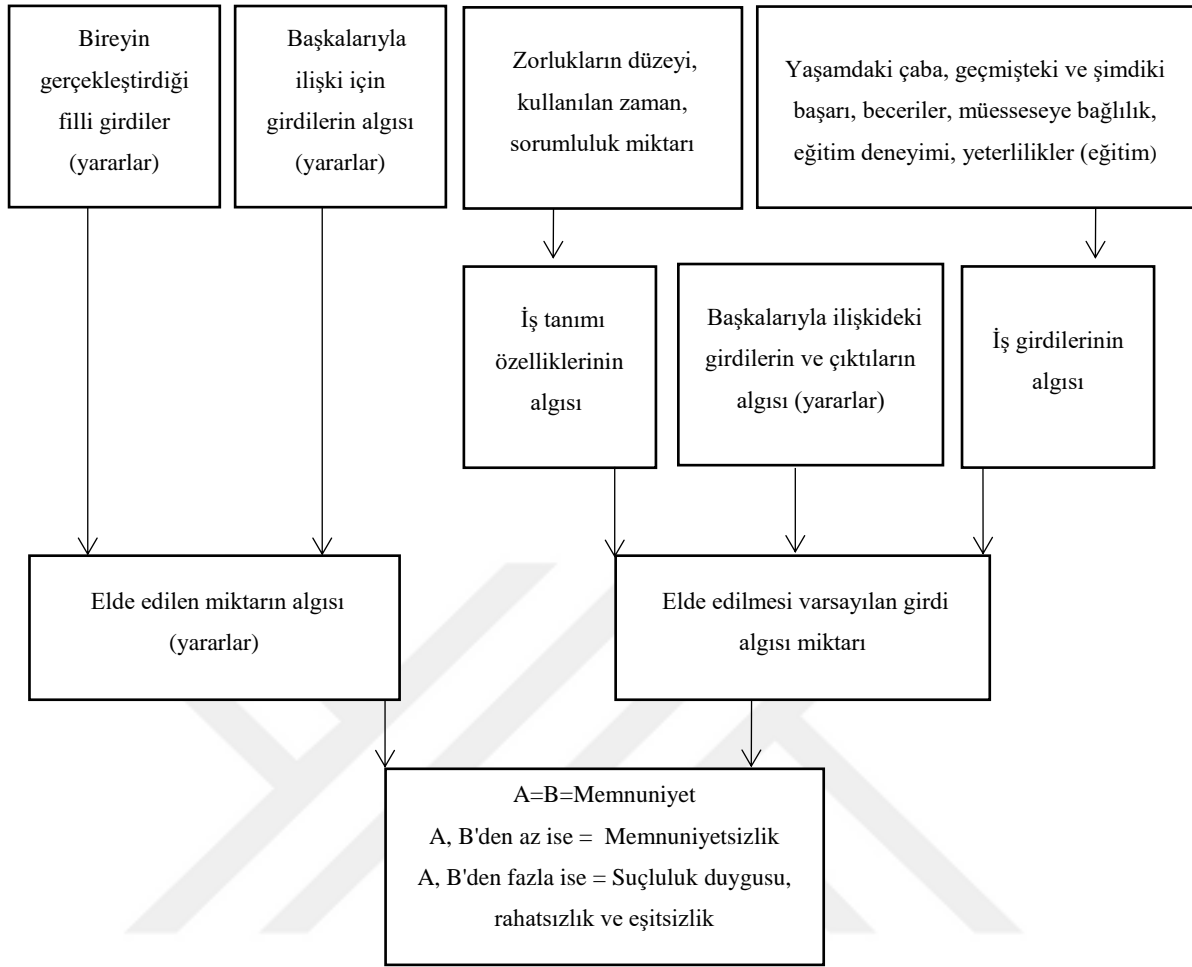 Bireyin
gerçekleştirdiği
filli girdiler
(yararlar)
Başkalarıyla
ilişki için
girdilerin algısı
(yararlar)
Zorlukların düzeyi,
kullanılan zaman,
sorumluluk miktarı
Yaşamdaki çaba, geçmişteki ve şimdiki
başarı, beceriler, müesseseye bağlılık,
eğitim deneyimi, yeterlilikler (eğitim)
İş tanımı
özelliklerinin
algısı
Başkalarıyla ilişkideki
girdilerin ve çıktıların
algısı (yararlar)
İş girdilerinin
algısı
Elde edilen miktarın algısı
(yararlar)
Elde edilmesi varsayılan girdi
algısı miktarı
A=B=Memnuniyet
A, B'den az ise = Memnuniyetsizlik
A, B'den fazla ise = Suçluluk duygusu,
rahatsızlık ve eşitsizlik